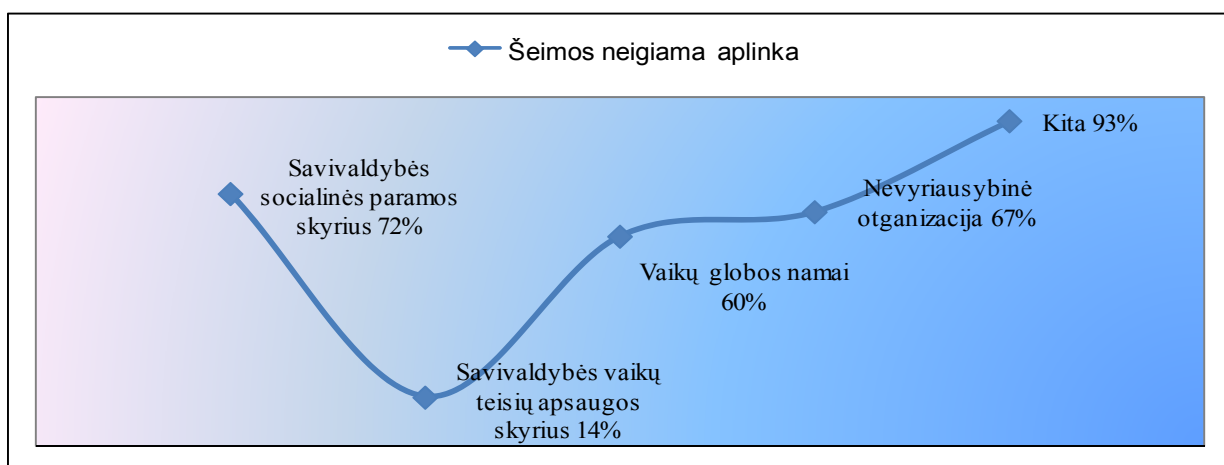 Šeimos neigiama aplinka
Savivaldybės
socialinės paramos
skyrius 72%
Savivaldybės vaikų
teisių apsaugos
skyrius 14%
Vaikų globos namai
60%
Nevyriausybinė
otganizacija 67%
Kita 93%